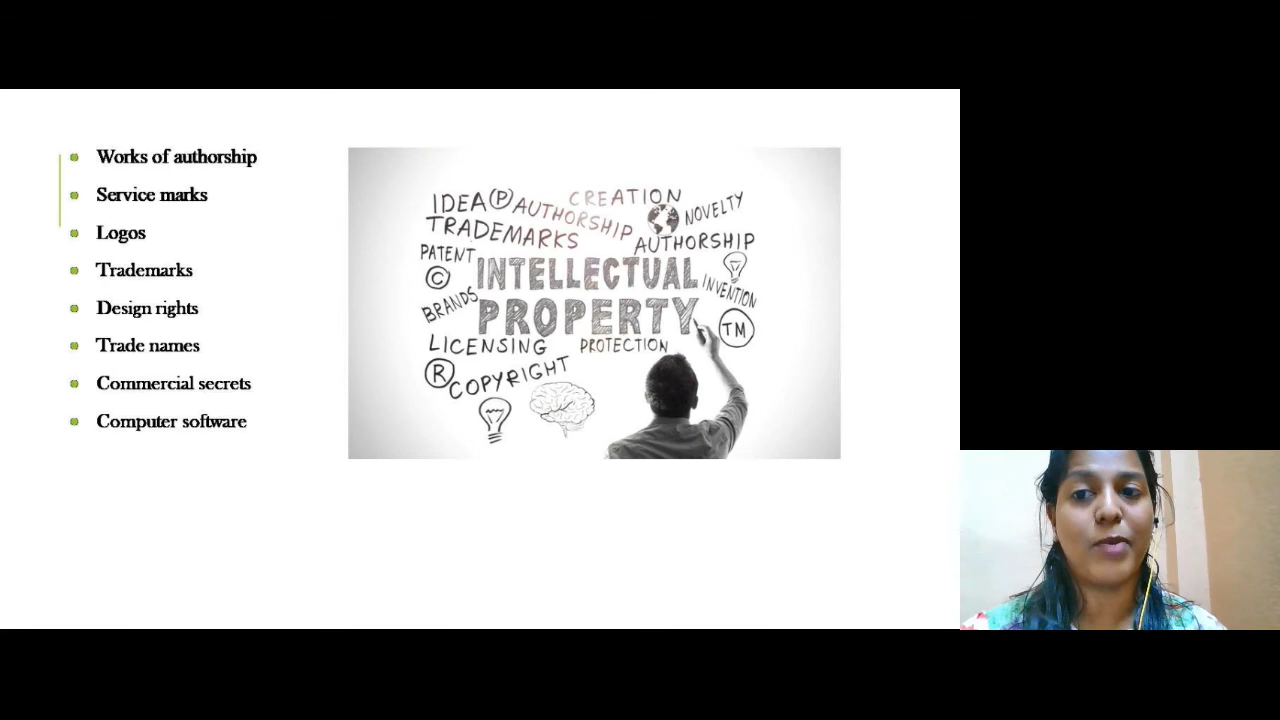 Works of authorship
Service marks
Logos
Trademarks
Design rights
Trade names
Commercial secrets
Computer software
IDEA P AUTHORSHIP CREATION NOVELTY
TRADEMARKS AUTHORSHIP
PATENT
©
INTELLECTUAL
INVENTION
BRANDS
PROPERTY
TM
LICENSING PROTECTION
® COPYRIGHT